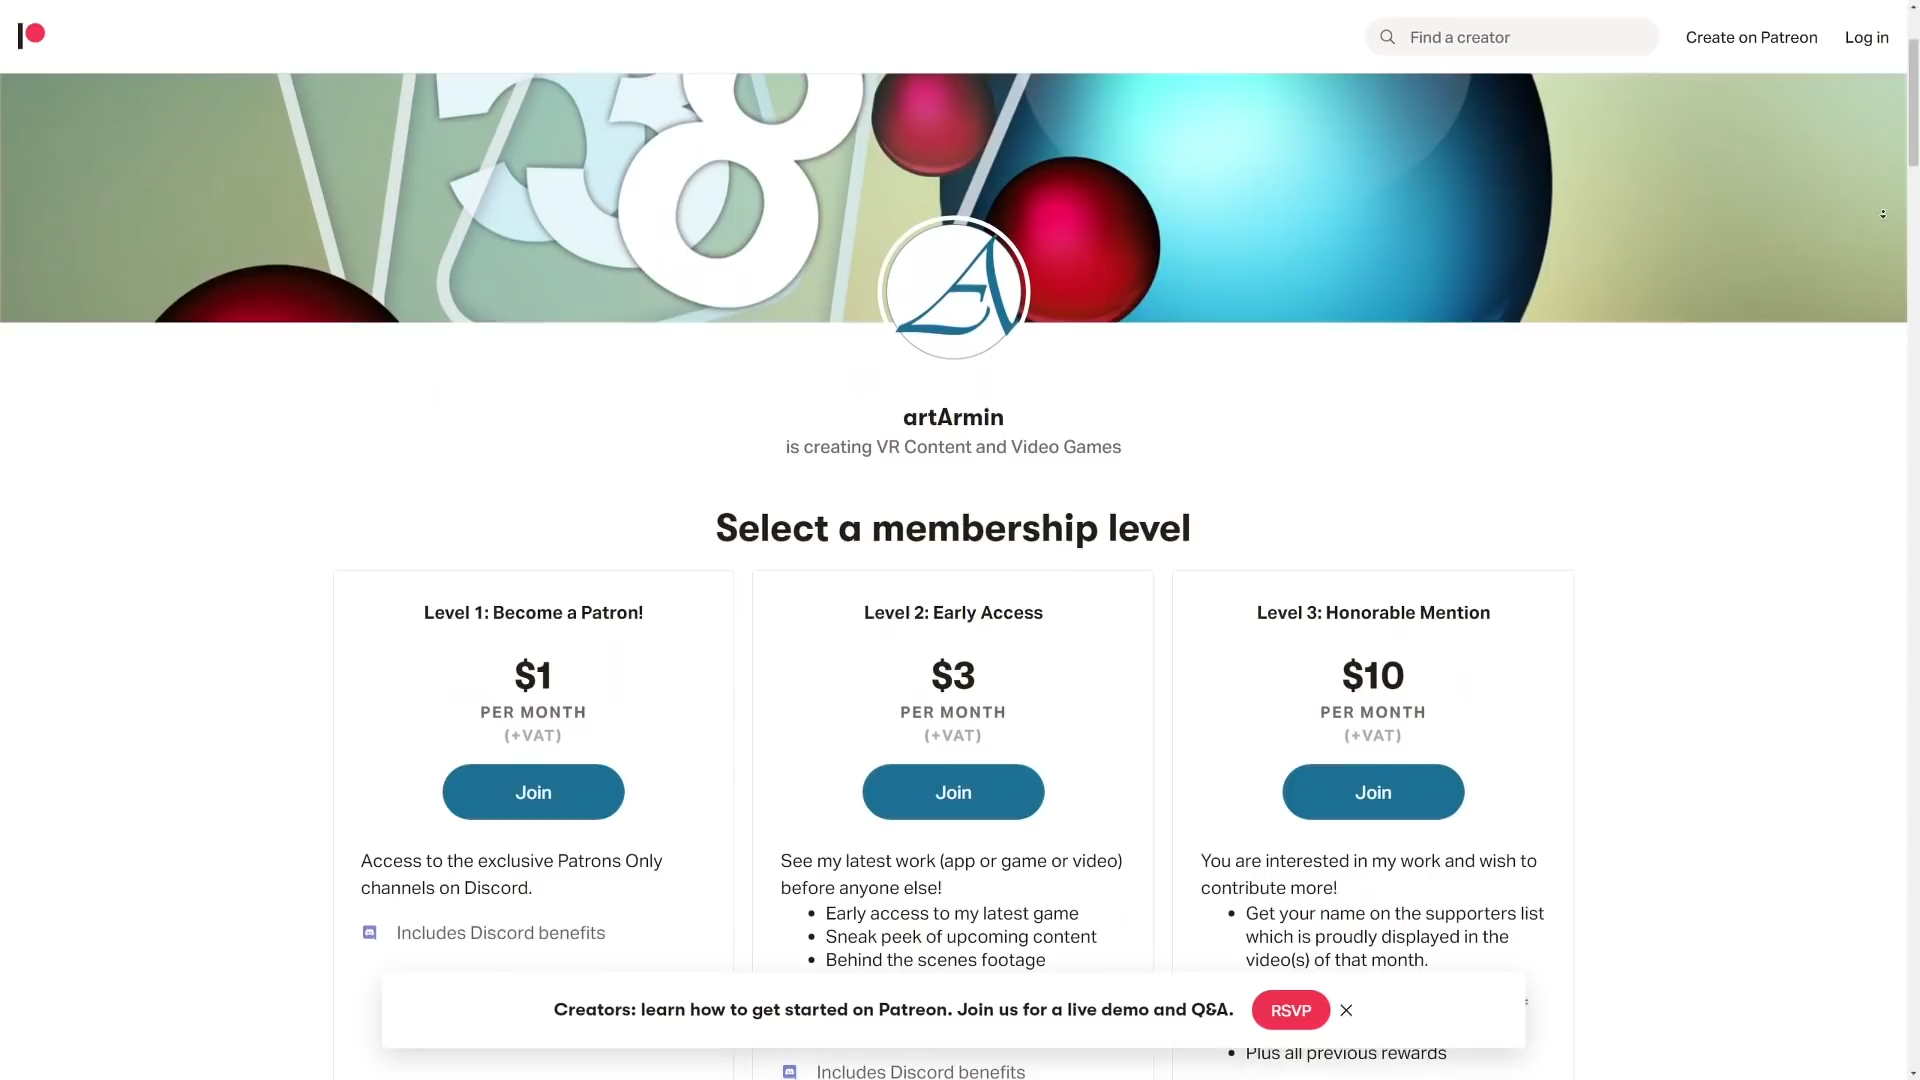 Find a creator
Create on Patreon
Log in
38
artArmin
is creating VR Content and Video Games
Select a membership level
Level 1: Become a Patron!
$1
PER MONTH
(+VAT)
Join
Access to the exclusive Patrons Only
channels on Discord.
Includes Discord benefits
Level 2: Early Access
$3
PER MONTH
(+VAT)
Join
See my latest work (app or game or video)
before anyone else!
• Early access to my latest game
• Sneak peek of upcoming content
• Behind the scenes footage
Includes Discord benefits
Level 3: Honorable Mention
$10
PER MONTH
(+VAT)
Join
You are interested in my work and wish to
contribute more!
• Get your name on the supporters list
which is proudly displayed in the
video(s) of that month.
• Plus all previous rewards
Creators: learn how to get started on Patreon. Join us for a live demo and Q&A.
RSVP